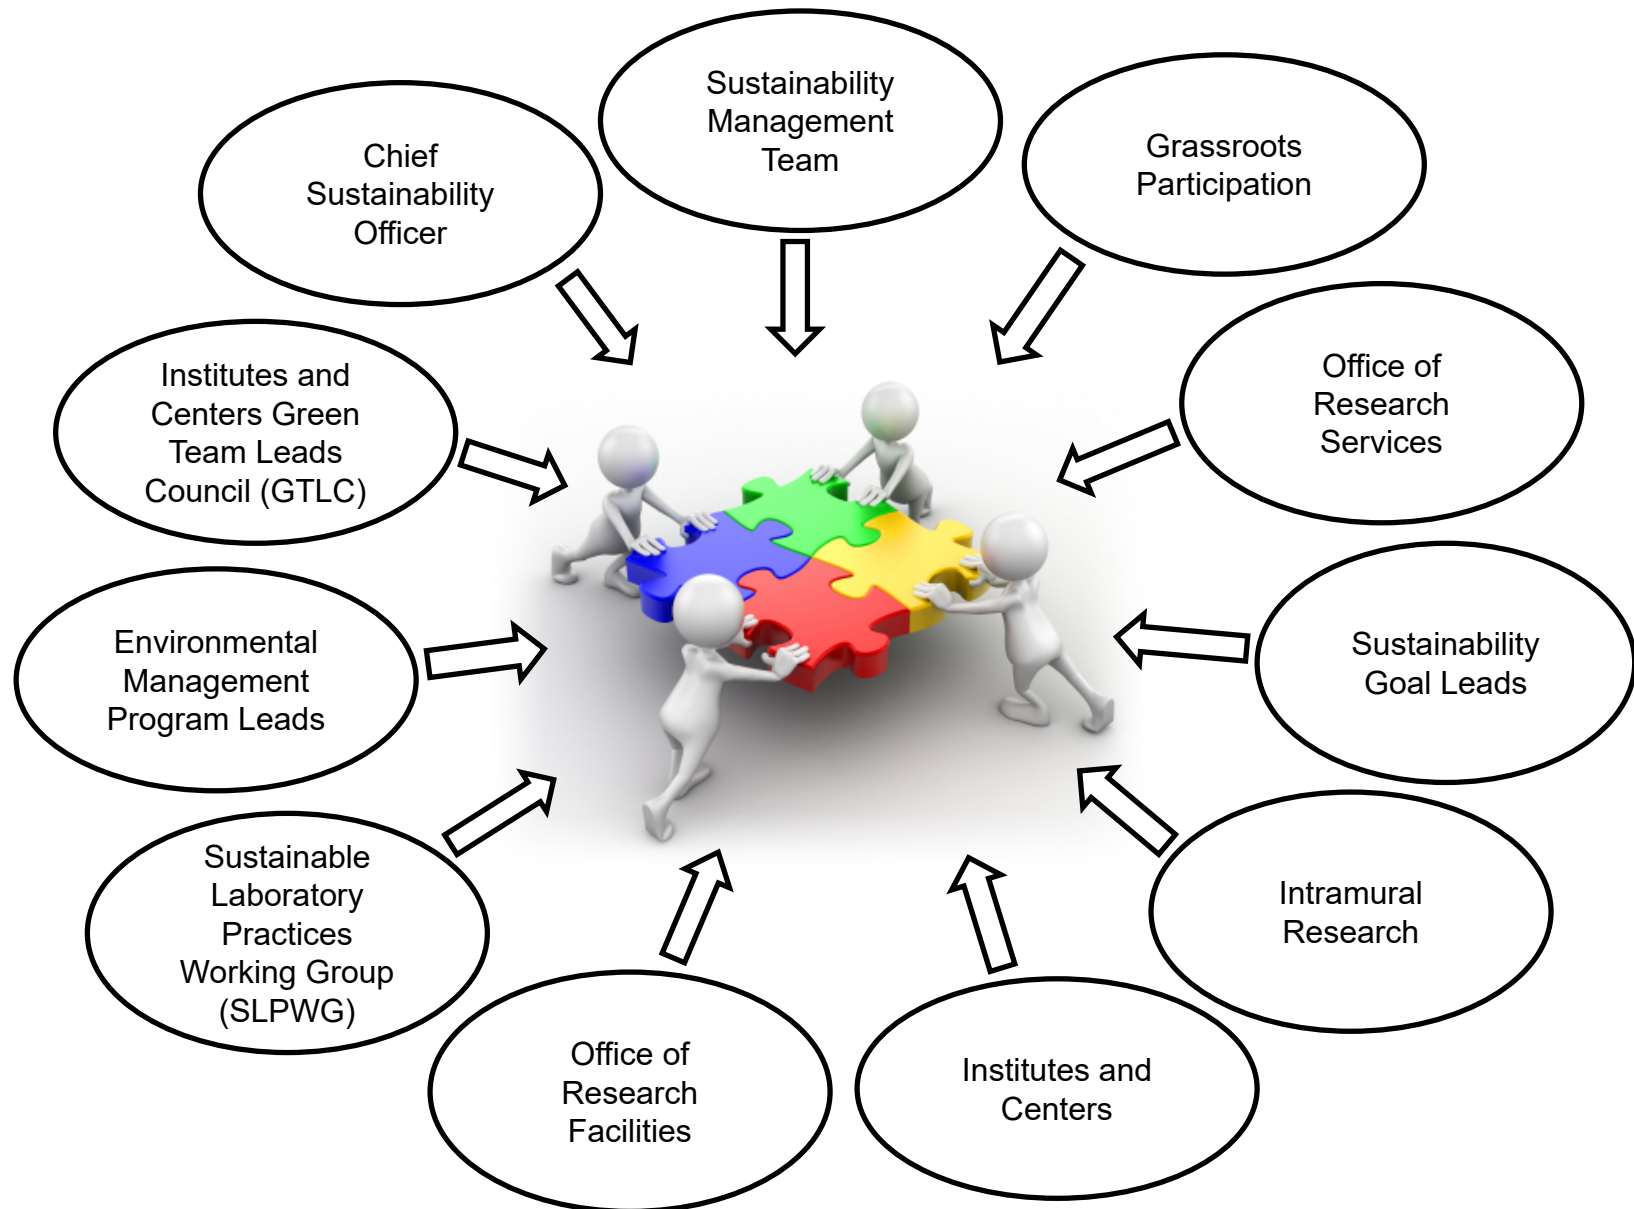 Sustainability
Management
Team
Grassroots
Participation
Chief
Sustainability
Officer
Office of
Research
Services
Institutes and
Centers Green
Team Leads
Council (GTLC)
Sustainability
Goal Leads
Environmental
Management
Program Leads
Intramural
Research
Sustainable
Laboratory
Practices
Working Group
(SLPWG)
Office of
Research
Facilities
Institutes and
Centers